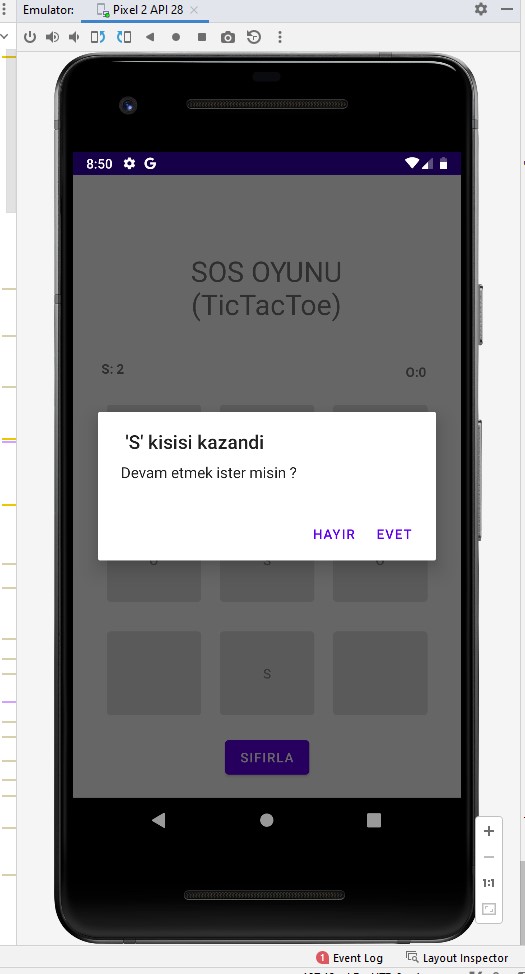 Emulator: Pixel 2 API 28
8:50 G
SOS OYUNU
(TicTacToe)
S: 2 O:0
'S' kisisi kazandi
Devam etmek ister misin ?
HAYIR EVET
S
SIFIRLA
1:1
1 Event Log Layout Inspector